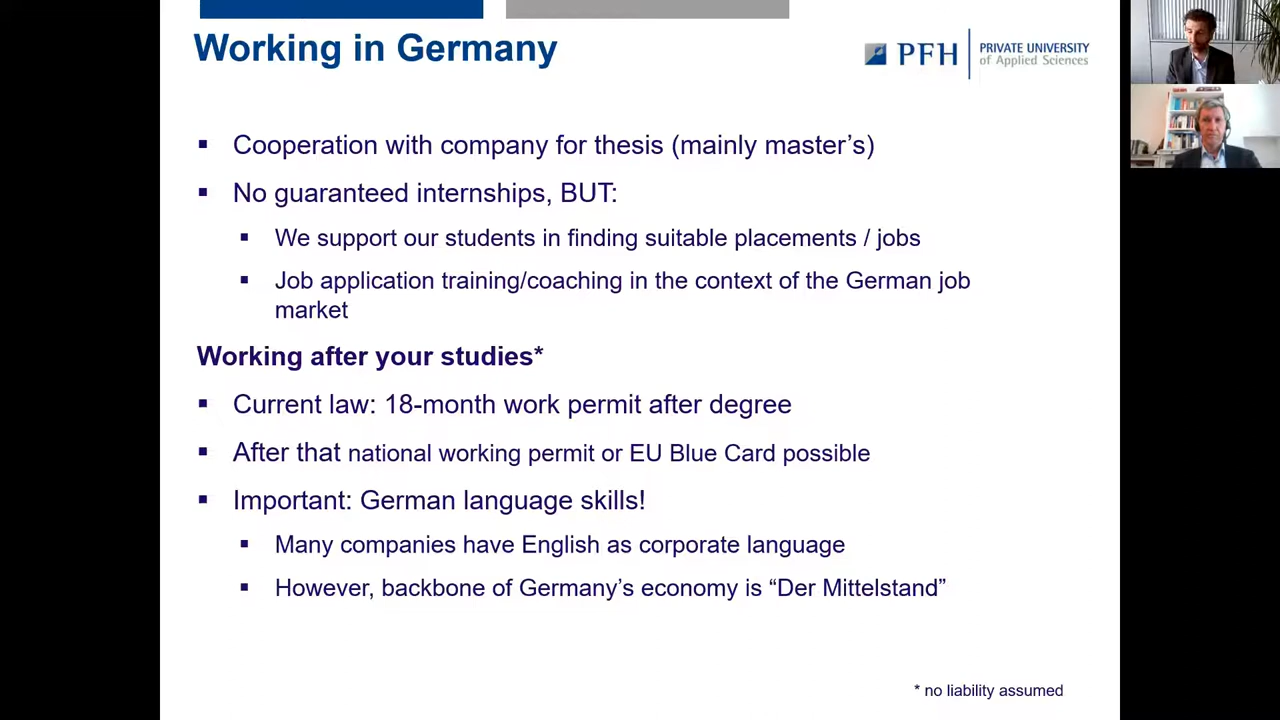 Working in Germany
PFH
PRIVATE UNIVERSITY
of Applied Sciences
Cooperation with company for thesis (mainly master's)
No guaranteed internships, BUT:
We support our students in finding suitable placements / jobs
Job application training/coaching in the context of the German job
market
Working after your studies*
Current law: 18-month work permit after degree
After that national working permit or EU Blue Card possible
Important: German language skills!
Many companies have English as corporate language
However, backbone of Germany's economy is “Der Mittelstand”
* no liability assumed